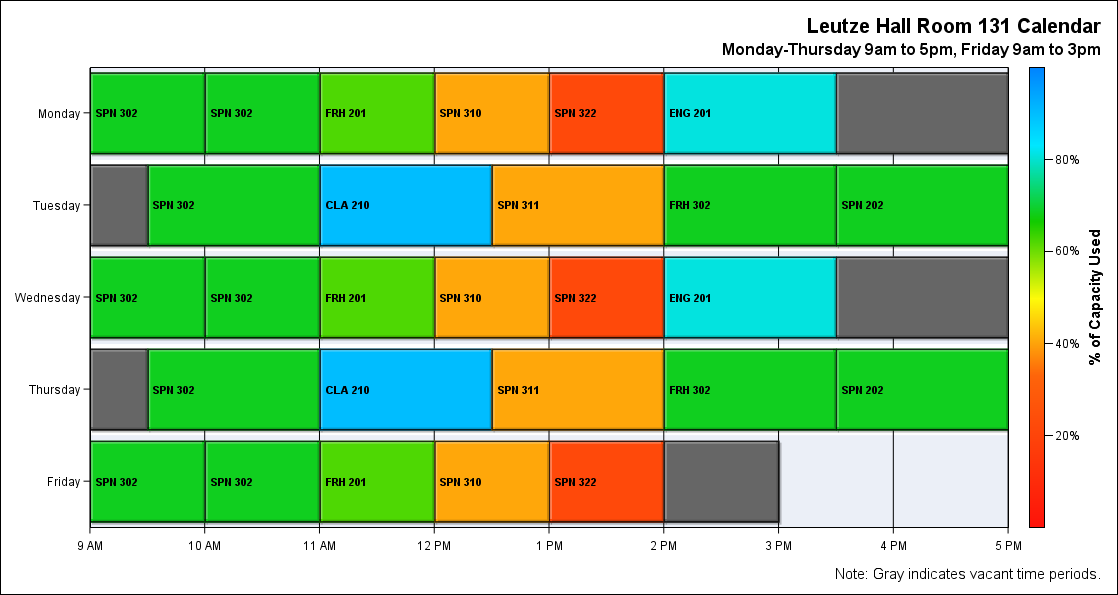 Leutze Hall Room 131 Calendar
Monday-Thursday 9am to 5pm, Friday 9am to 3pm
Monday SPN 302 SPN 302 FRH 201 SPN 310 SPN 322 ENG 201
Tuesday SPN 302 CLA 210 SPN 311 FRH 302 SPN 202
Wednesday SPN 302 SPN 302 FRH 201 SPN 310 SPN 322 ENG 201
Thursday SPN 302 CLA 210 SPN 311 FRH 302 SPN 202
Friday SPN 302 SPN 302 FRH 201 SPN 310 SPN 322
9 AM 10 AM 11 AM 12 PM 1 PM 2 PM 3 PM 4 PM 5 PM
80%
60%
40%
20%
% of Capacity Used
Note: Gray indicates vacant time periods.